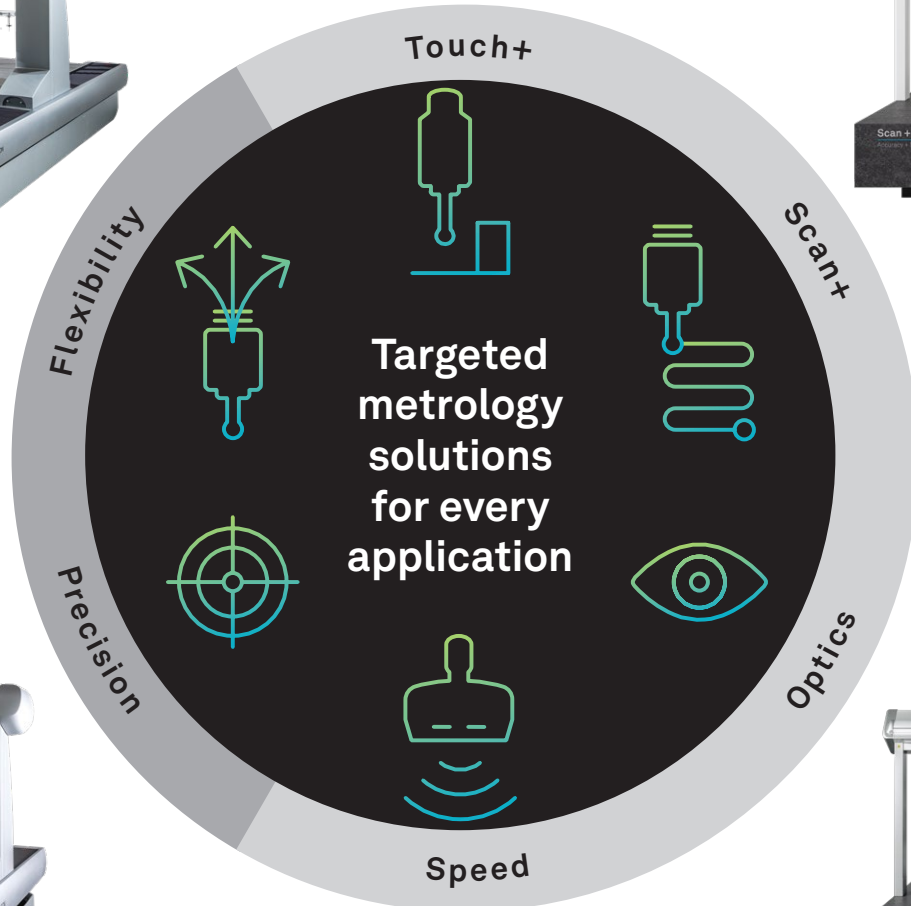 Touch+
Scan +
Scan+
Flexibility
Targeted
metrology
solutions
for every
application
Precision
Optics
Speed